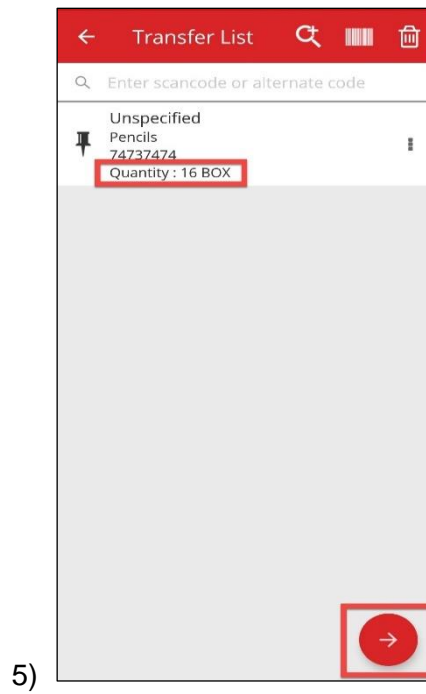 Transfer List
Enter scancode or alternate code
Unspecified
Pencils
74737474
Quantity : 16 BOX
5)